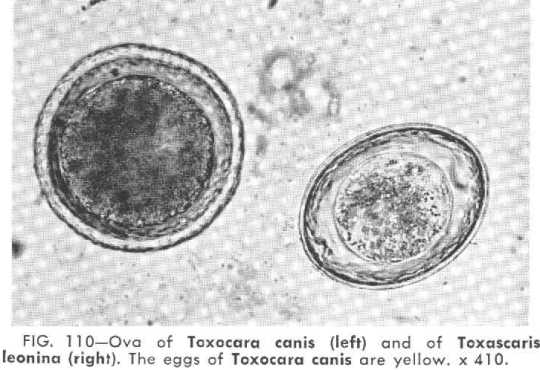 FIG. 110—Ova of Toxocara canis (left) and of Toxascaris
leonina (right). The eggs of Toxocara canis are yellow. x 410.